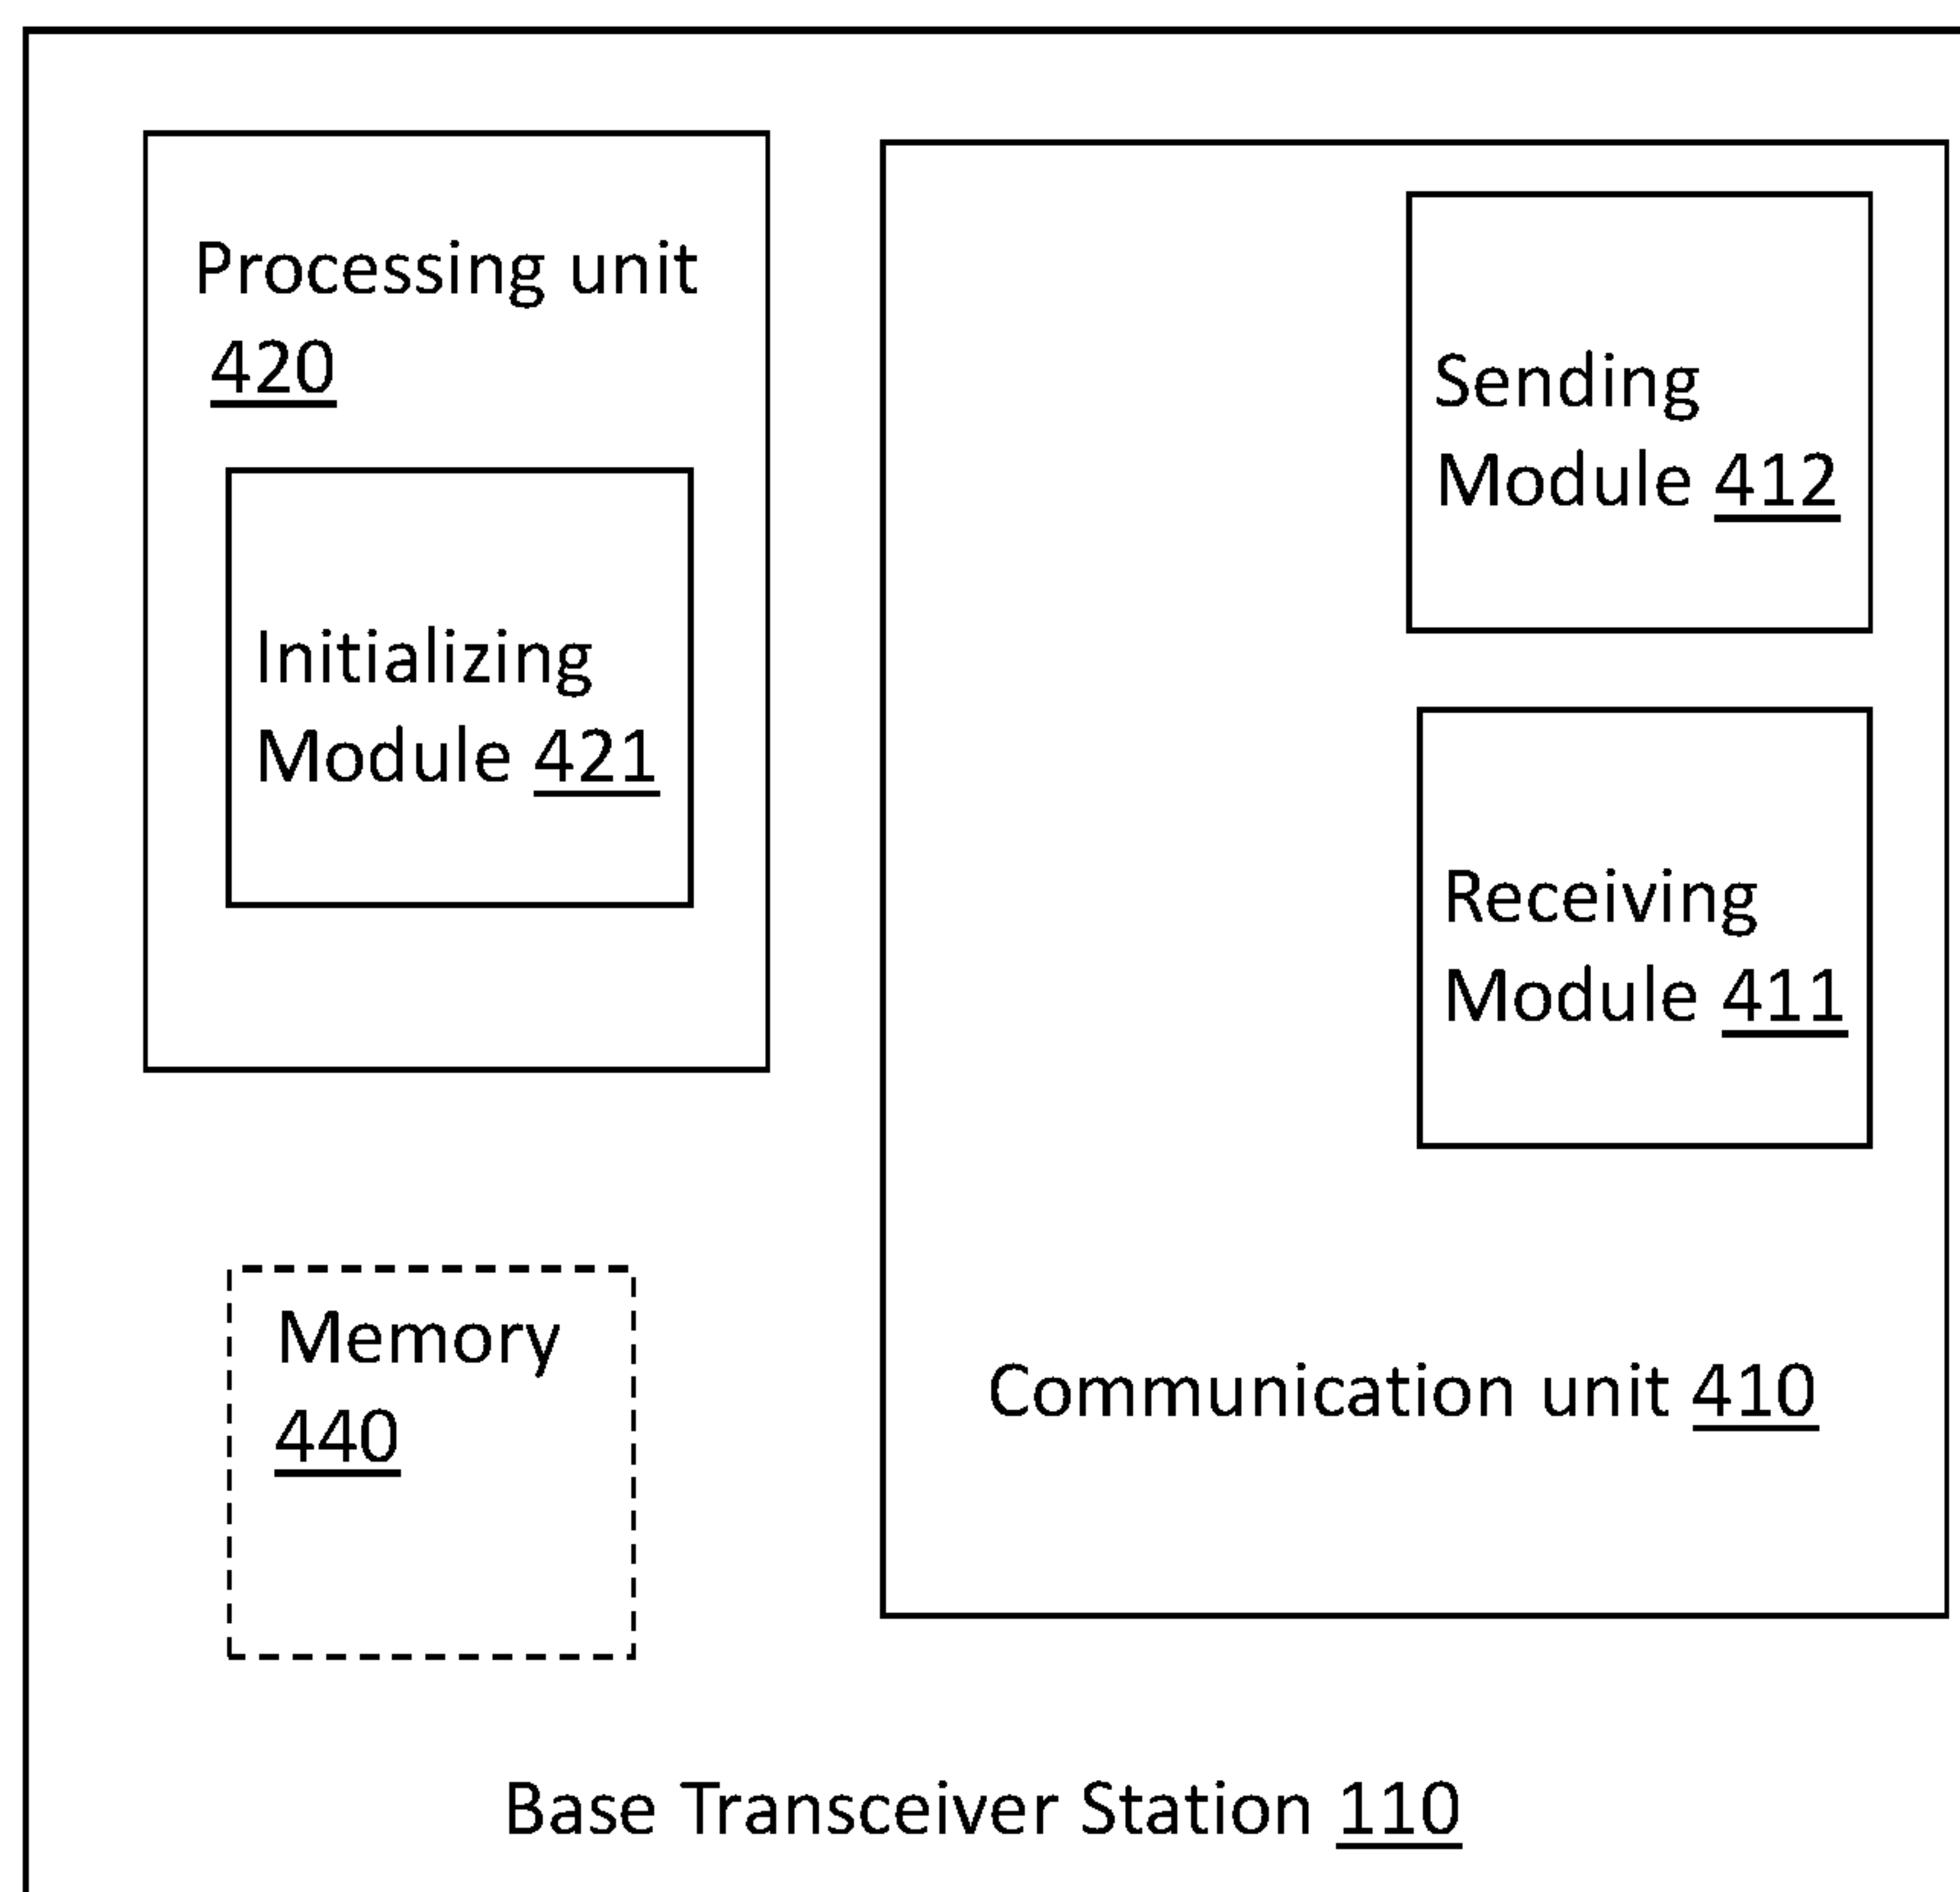 Processing unit
420
Initializing
Module 421
Sending
Module 412
Receiving
Module 411
Memory
440
Communication unit 410
Base Transceiver Station 110